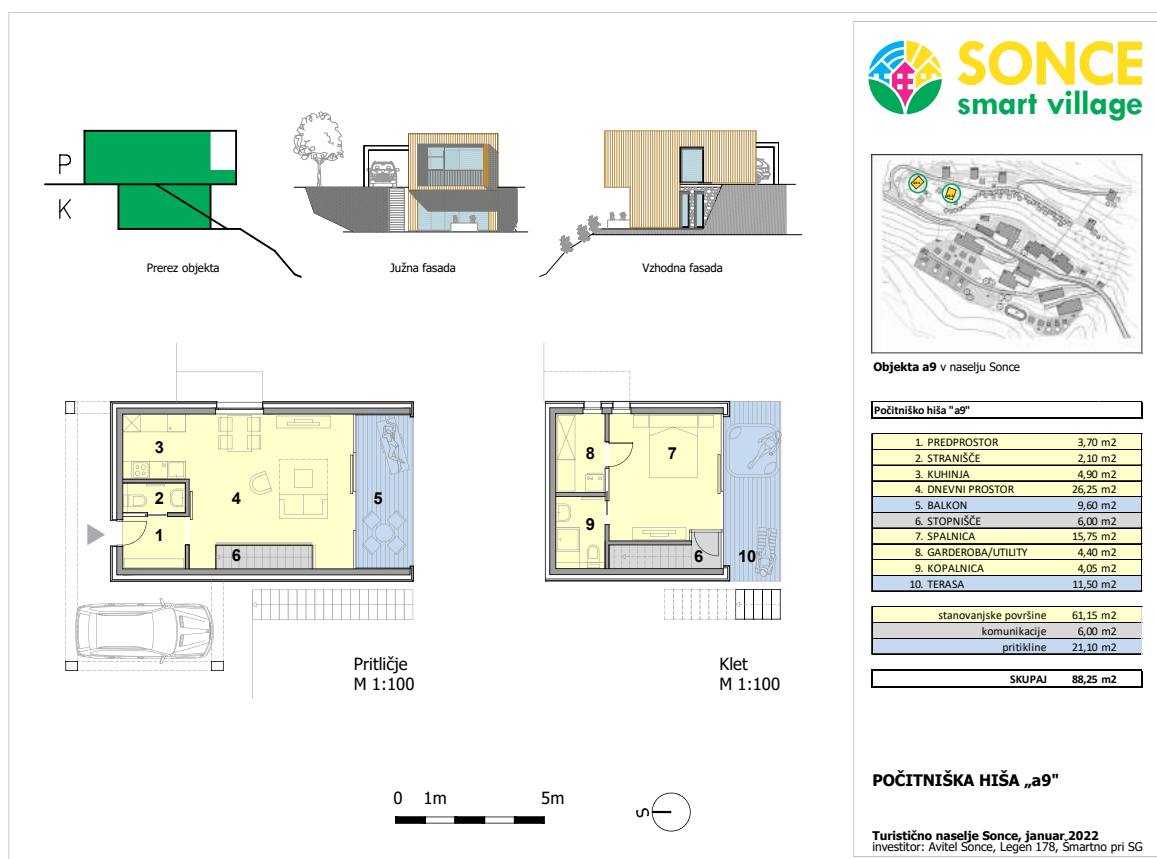 SONCE
smart village
P
K
Prerez objekta
Južna fasada
Vzhodna fasada
Objekta a9 v naselju Sonce
Počitniško hiša "a9"
1. PREDPROSTOR 3,70 m2
2. STRANIŠČE 2,10 m2
3. KUHINJA 4,90 m2
4. DNEVNI PROSTOR 26,25 m2
5. BALKON 9,60 m2
6. STOPNIŠČE 6,00 m2
7. SPALNICA 15,75 m2
8. GARDEROBA/UTILITY 4,40 m2
9. KOPALNICA 4,05 m2
10. TERASA 11,50 m2
stanovanjske površine 61,15 m2
komunikacije 6,00 m2
pritikline 21,10 m2
SKUPAJ 88,25 m2
3
2
1
4
5
6
8
7
9
6
10
Pritličje
M 1:100
Klet
M 1:100
0 1m 5m
S
POČITNIŠKA HIŠA „a9"
Turistično naselje Sonce, januar 2022
investitor: Avitel Sonce, Legen 178, Šmartno pri SG